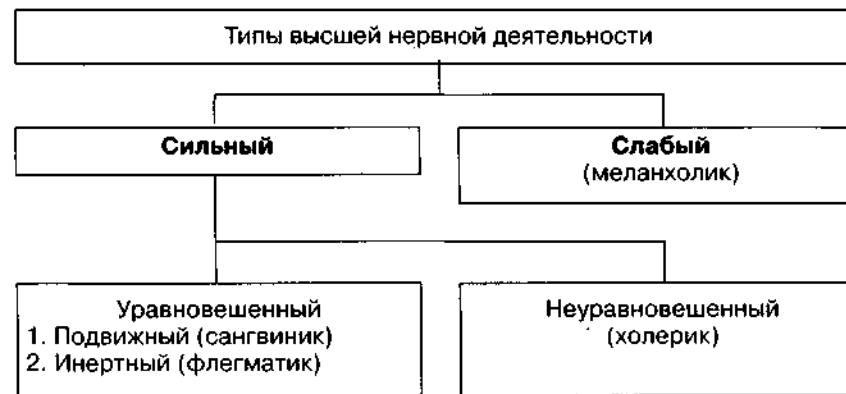 Типы высшей нервной деятельности
Сильный
Слабый
(меланхолик)
Уравновешенный
1. Подвижный (сангвиник)
2. Инертный (флегматик)
Неуравновешенный
(холерик)